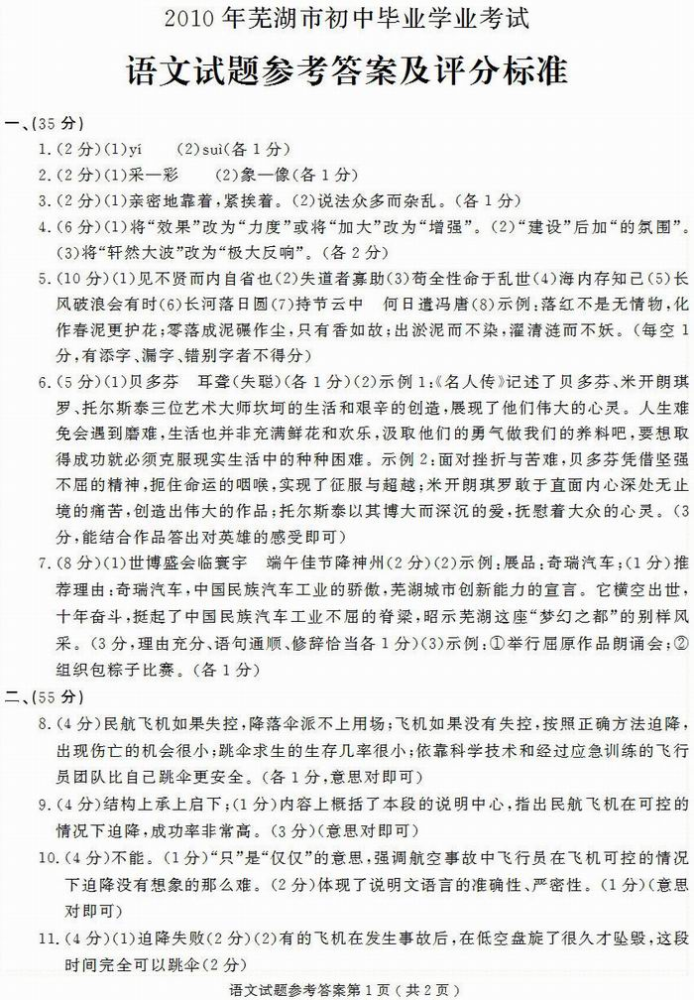 2010年芜湖市初中毕业学业考试
语文试题参考答案及评分标准
一、(35分)
1.(2分)(1)yí (2)suì(各1分)
2.(2分)(1)采—彩 (2)象—像(各1分)
3.(2分)(1)亲密地靠着,紧挨着。(2)说法众多而杂乱。(各1分)
4.(6分)(1)将“效果”改为“力度”或将“加大”改为“增强”。(2)“建设”后加“的氛围”。
(3)将“轩然大波”改为“极大反响”。(各2分)
5.(10分)(1)见不贤而内自省也(2)失道者寡助(3)苟全性命于乱世(4)海内存知己(5)长
风破浪会有时(6)长河落日圆(7)持节云中 何日遣冯唐(8)示例:落红不是无情物,化
作春泥更护花;零落成泥碾作尘,只有香如故;出淤泥而不染,濯清涟而不妖。(每空1
分,有添字、漏字、错别字者不得分)
6.(5分)(1)贝多芬 耳聋(失聪)(各1分)(2)示例1:《名人传》记述了贝多芬、米开朗琪
罗、托尔斯泰三位艺术大师坎坷的生活和艰辛的创造,展现了他们伟大的心灵。人生难
免会遇到磨难,生活也并非充满鲜花和欢乐,汲取他们的勇气做我们的养料吧,要想取
得成功就必须克服现实生活中的种种困难。示例2:面对挫折与苦难,贝多芬凭借坚强
不屈的精神,扼住命运的咽喉,实现了征服与超越;米开朗琪罗敢于直面内心深处无止
境的痛苦,创造出伟大的作品;托尔斯泰以其博大而深沉的爱,抚慰着大众的心灵。(3
分,能结合作品答出对英雄的感受即可)
7.(8分)(1)世博盛会临寰宇 端午佳节降神州(2分)(2)示例:展品:奇瑞汽车;(1分)推
荐理由:奇瑞汽车,中国民族汽车工业的骄傲,芜湖城市创新能力的宣言。它横空出世,
十年奋斗,挺起了中国民族汽车工业不屈的脊梁,昭示芜湖这座“梦幻之都”的别样风
采。(3分,理由充分、语句通顺、修辞恰当各1分)(3)示例:①举行屈原作品朗诵会;②
组织包粽子比赛。(各1分)
二、(55分)
8.(4分)民航飞机如果失控,降落伞派不上用场;飞机如果没有失控,按照正确方法迫降,
出现伤亡的机会很小;跳伞求生的生存几率很小;依靠科学技术和经过应急训练的飞行
员团队比自己跳伞更安全。(各1分,意思对即可)
9.(4分)结构上承上启下;(1分)内容上概括了本段的说明中心,指出民航飞机在可控的
情况下迫降,成功率非常高。(3分)(意思对即可)
10.(4分)不能。(1分)“只”是“仅仅”的意思,强调航空事故中飞行员在飞机可控的情况
下迫降没有想象的那么难。(2分)体现了说明文语言的准确性、严密性。(1分)(意思
对即可)
11.(4分)(1)迫降失败(2分)(2)有的飞机在发生事故后,在低空盘旋了很久才坠毁,这段
时间完全可以跳伞(2分)
语文试题参考答案第1页(共2页)